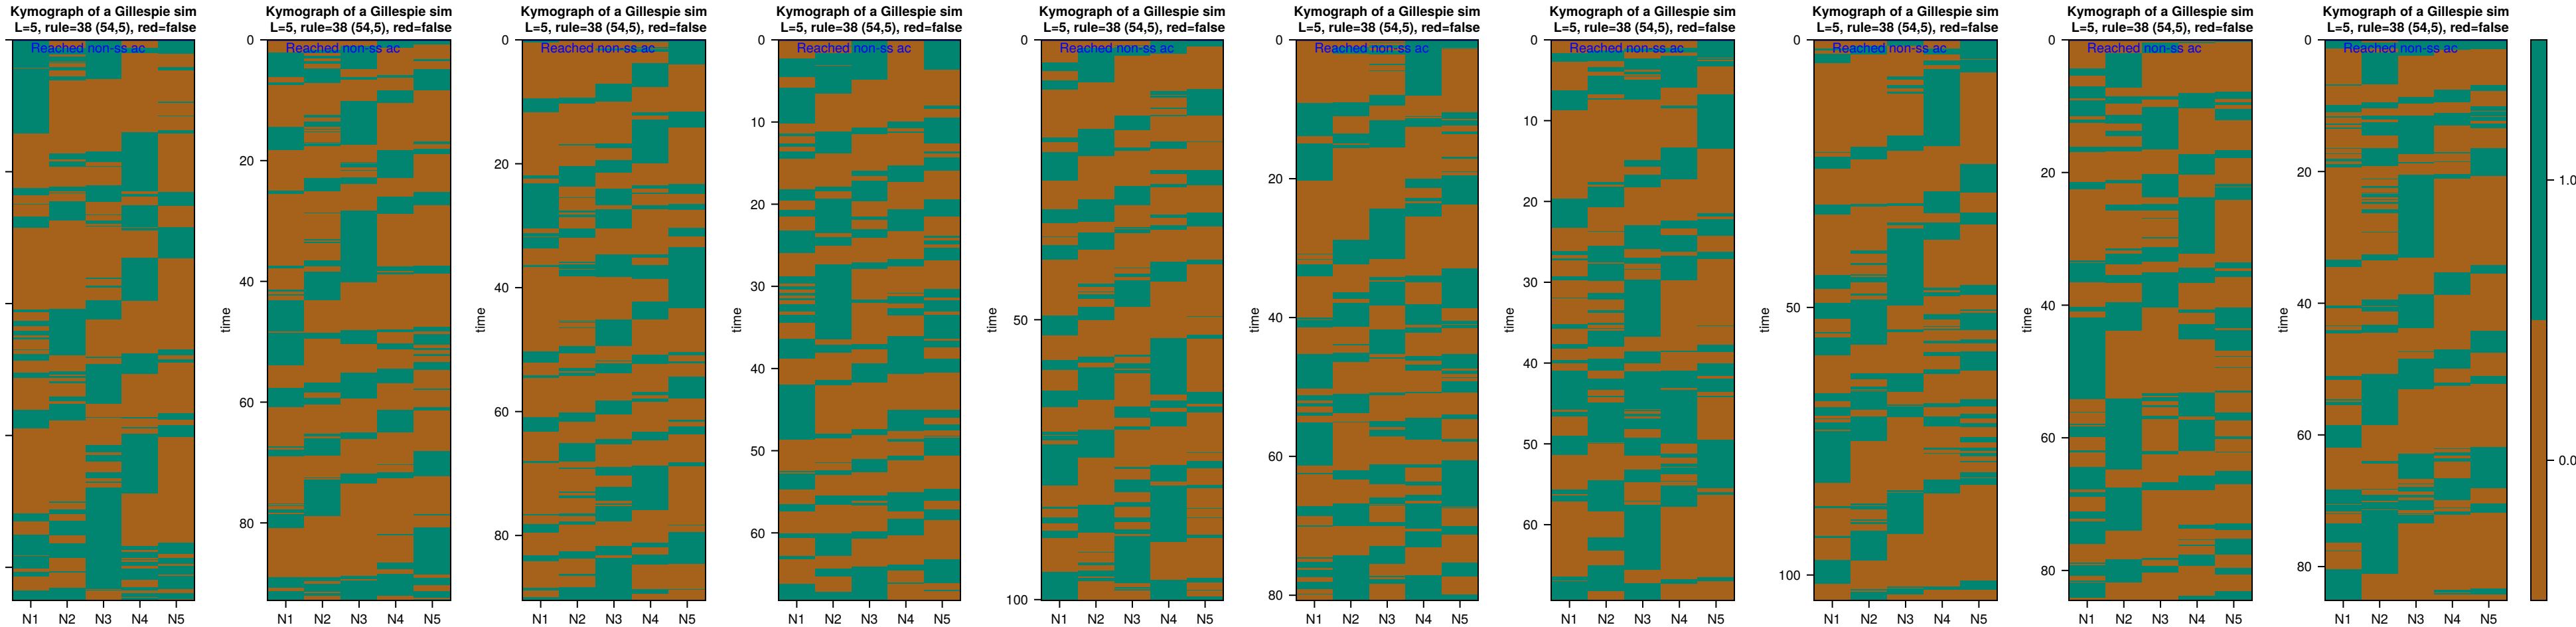 Kymograph of a Gillespie sim
L=5, rule=38 (54,5), red=false
Reached non-ss ac
N1 N2 N3 N4 N5
Kymograph of a Gillespie sim
L=5, rule=38 (54,5), red=false
Reached non-ss ac
time
0
20
40
60
80
N1 N2 N3 N4 N5
Kymograph of a Gillespie sim
L=5, rule=38 (54,5), red=false
Reached non-ss ac
time
0
20
40
60
80
N1 N2 N3 N4 N5
Kymograph of a Gillespie sim
L=5, rule=38 (54,5), red=false
Reached non-ss ac
time
0
10
20
30
40
50
60
N1 N2 N3 N4 N5
Kymograph of a Gillespie sim
L=5, rule=38 (54,5), red=false
Reached non-ss ac
time
0
50
100
N1 N2 N3 N4 N5
Kymograph of a Gillespie sim
L=5, rule=38 (54,5), red=false
Reached non-ss ac
time
0
20
40
60
80
N1 N2 N3 N4 N5
Kymograph of a Gillespie sim
L=5, rule=38 (54,5), red=false
Reached non-ss ac
time
0
10
20
30
40
50
60
N1 N2 N3 N4 N5
Kymograph of a Gillespie sim
L=5, rule=38 (54,5), red=false
Reached non-ss ac
time
0
50
100
N1 N2 N3 N4 N5
Kymograph of a Gillespie sim
L=5, rule=38 (54,5), red=false
Reached non-ss ac
time
0
20
40
60
80
N1 N2 N3 N4 N5
Kymograph of a Gillespie sim
L=5, rule=38 (54,5), red=false
Reached non-ss ac
time
0
20
40
60
80
N1 N2 N3 N4 N5
1.0
0.0